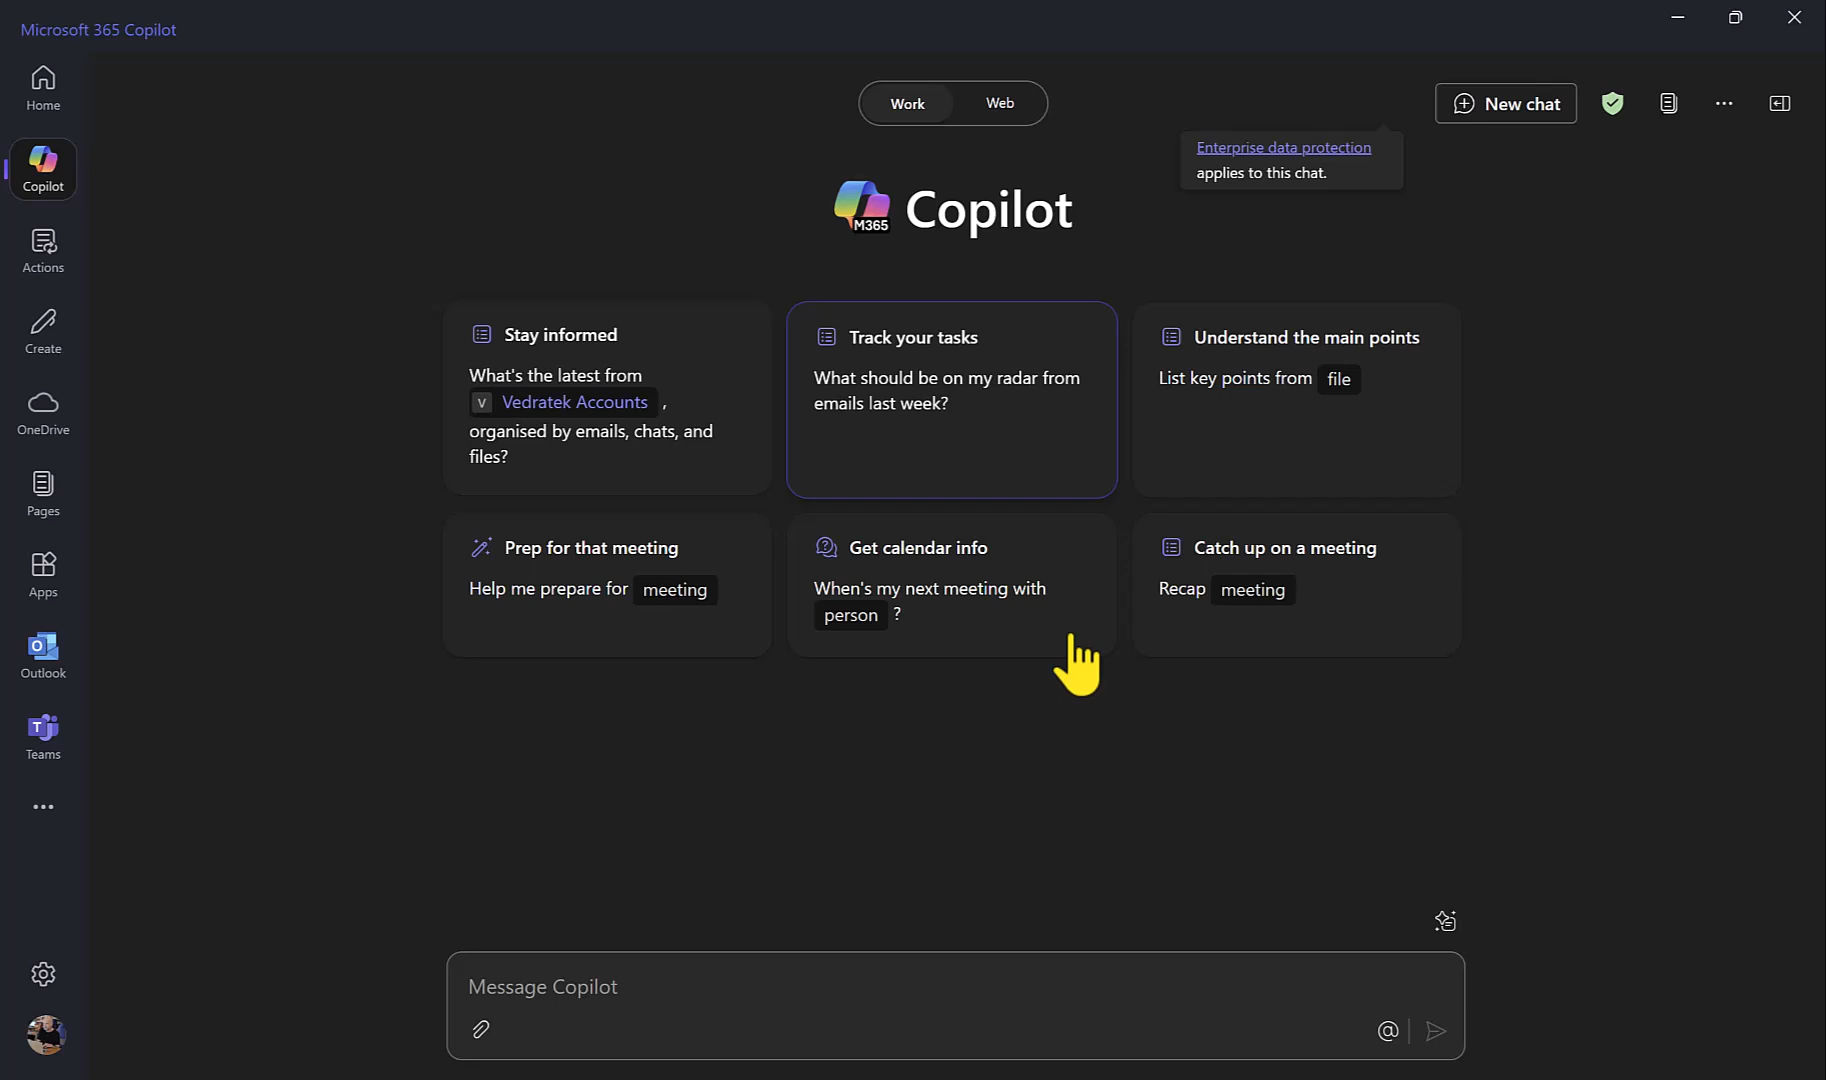 Microsoft 365 Copilot
Home
Copilot
Actions
Create
OneDrive
Pages
Apps
O
Outlook
T
Teams
Work Web
New chat
Enterprise data protection
applies to this chat.
M365 Copilot
Stay informed
What's the latest from
v Vedratek Accounts ,
organised by emails, chats, and
files?
Track your tasks
What should be on my radar from
emails last week?
Understand the main points
List key points from file
Prep for that meeting
Help me prepare for meeting
Get calendar info
When's my next meeting with
person ?
Catch up on a meeting
Recap meeting
Message Copilot
@